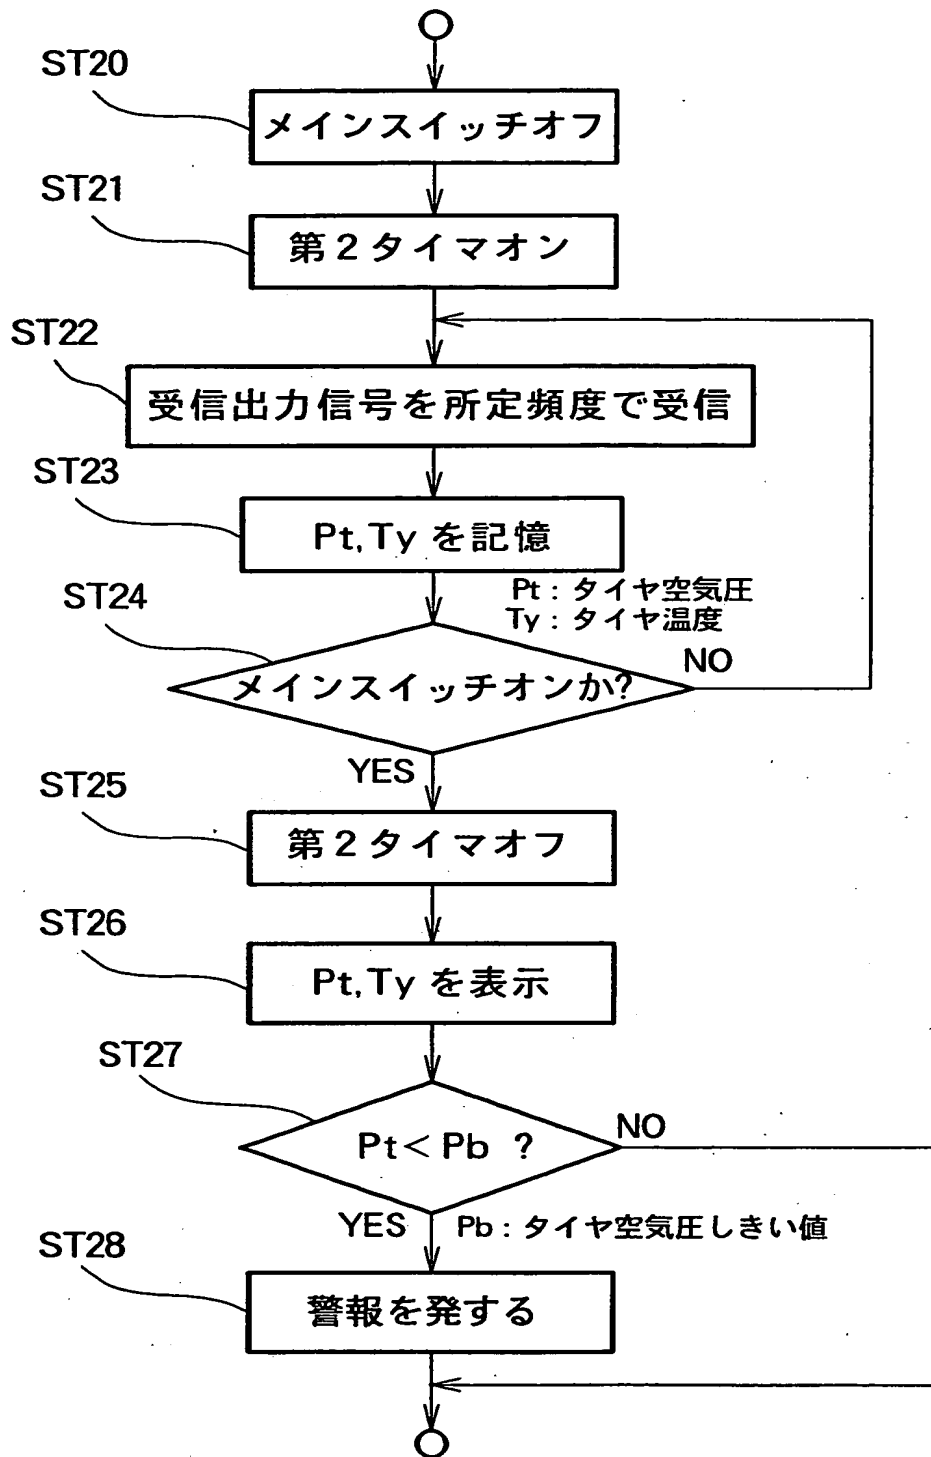 ST20
メインスイッチオフ
ST21
第2タイマオン
ST22
受信出力信号を所定頻度で受信
ST23
Pt,Ty を記憶
Pt：タイヤ空気圧
Ty：タイヤ温度
ST24
メインスイッチオンか?
NO
YES
ST25
第2タイマオフ
ST26
Pt,Ty を表示
ST27
Pt＜Pb ?
NO
YES
Pb：タイヤ空気圧しきい値
ST28
警報を発する